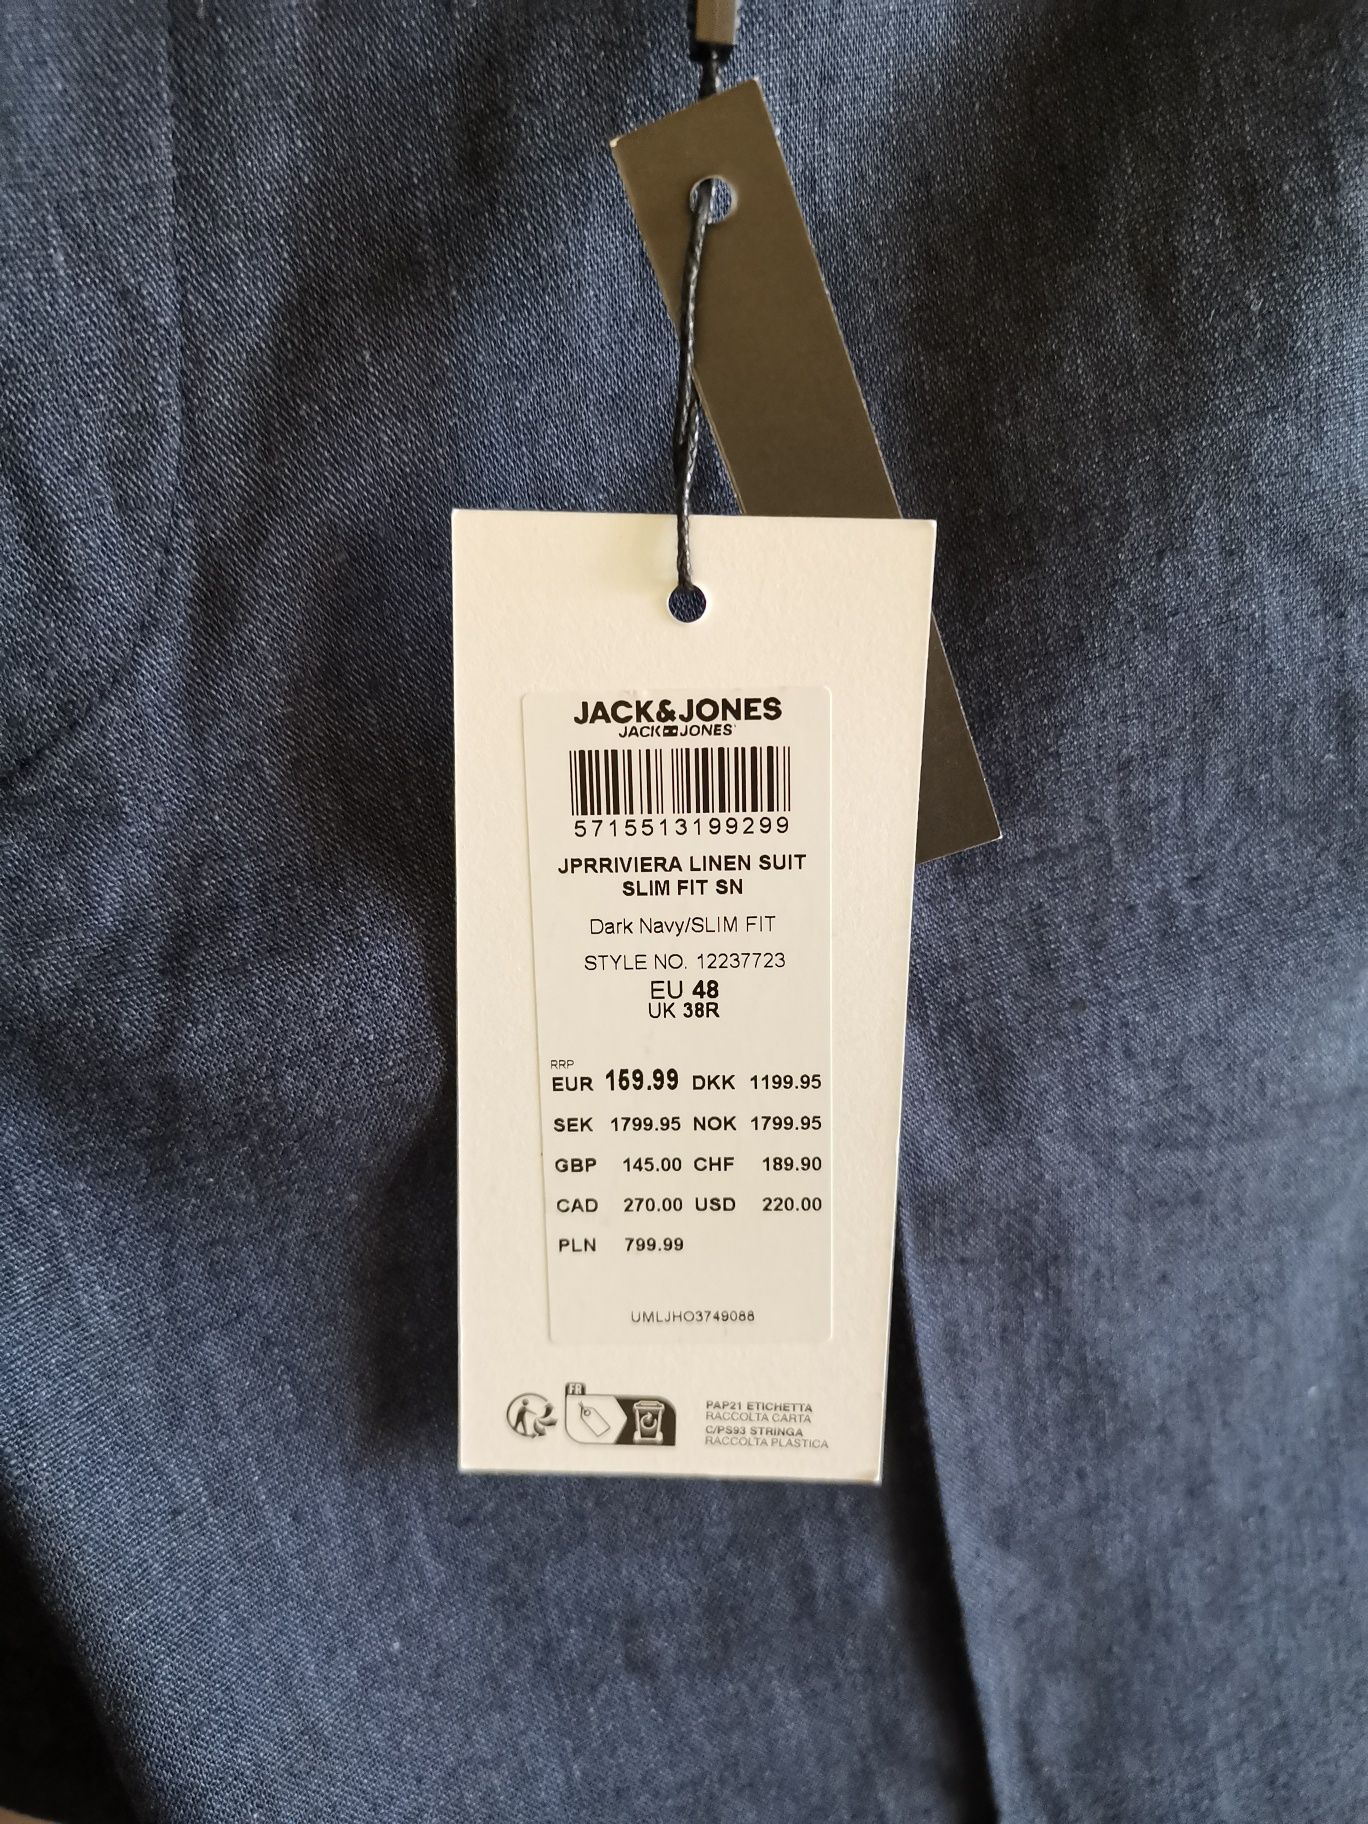 JACK&JONES
JACK JONES
5715513199299
JPRRIVIERA LINEN SUIT
SLIM FIT SN
Dark Navy/SLIM FIT
STYLE NO. 12237723
EU 48
UK 38R
RRP
EUR 159.99 DKK 1199.95
SEK 1799.95 NOK 1799.95
GBP 145.00 CHF 189.90
CAD 270.00 USD 220.00
PLN 799.99
UMLJHO3749088
FR
PAP21 ETICHETTA
RACCOLTA CARTA
C/PS93 STRINGA
RACCOLTA PLASTICA